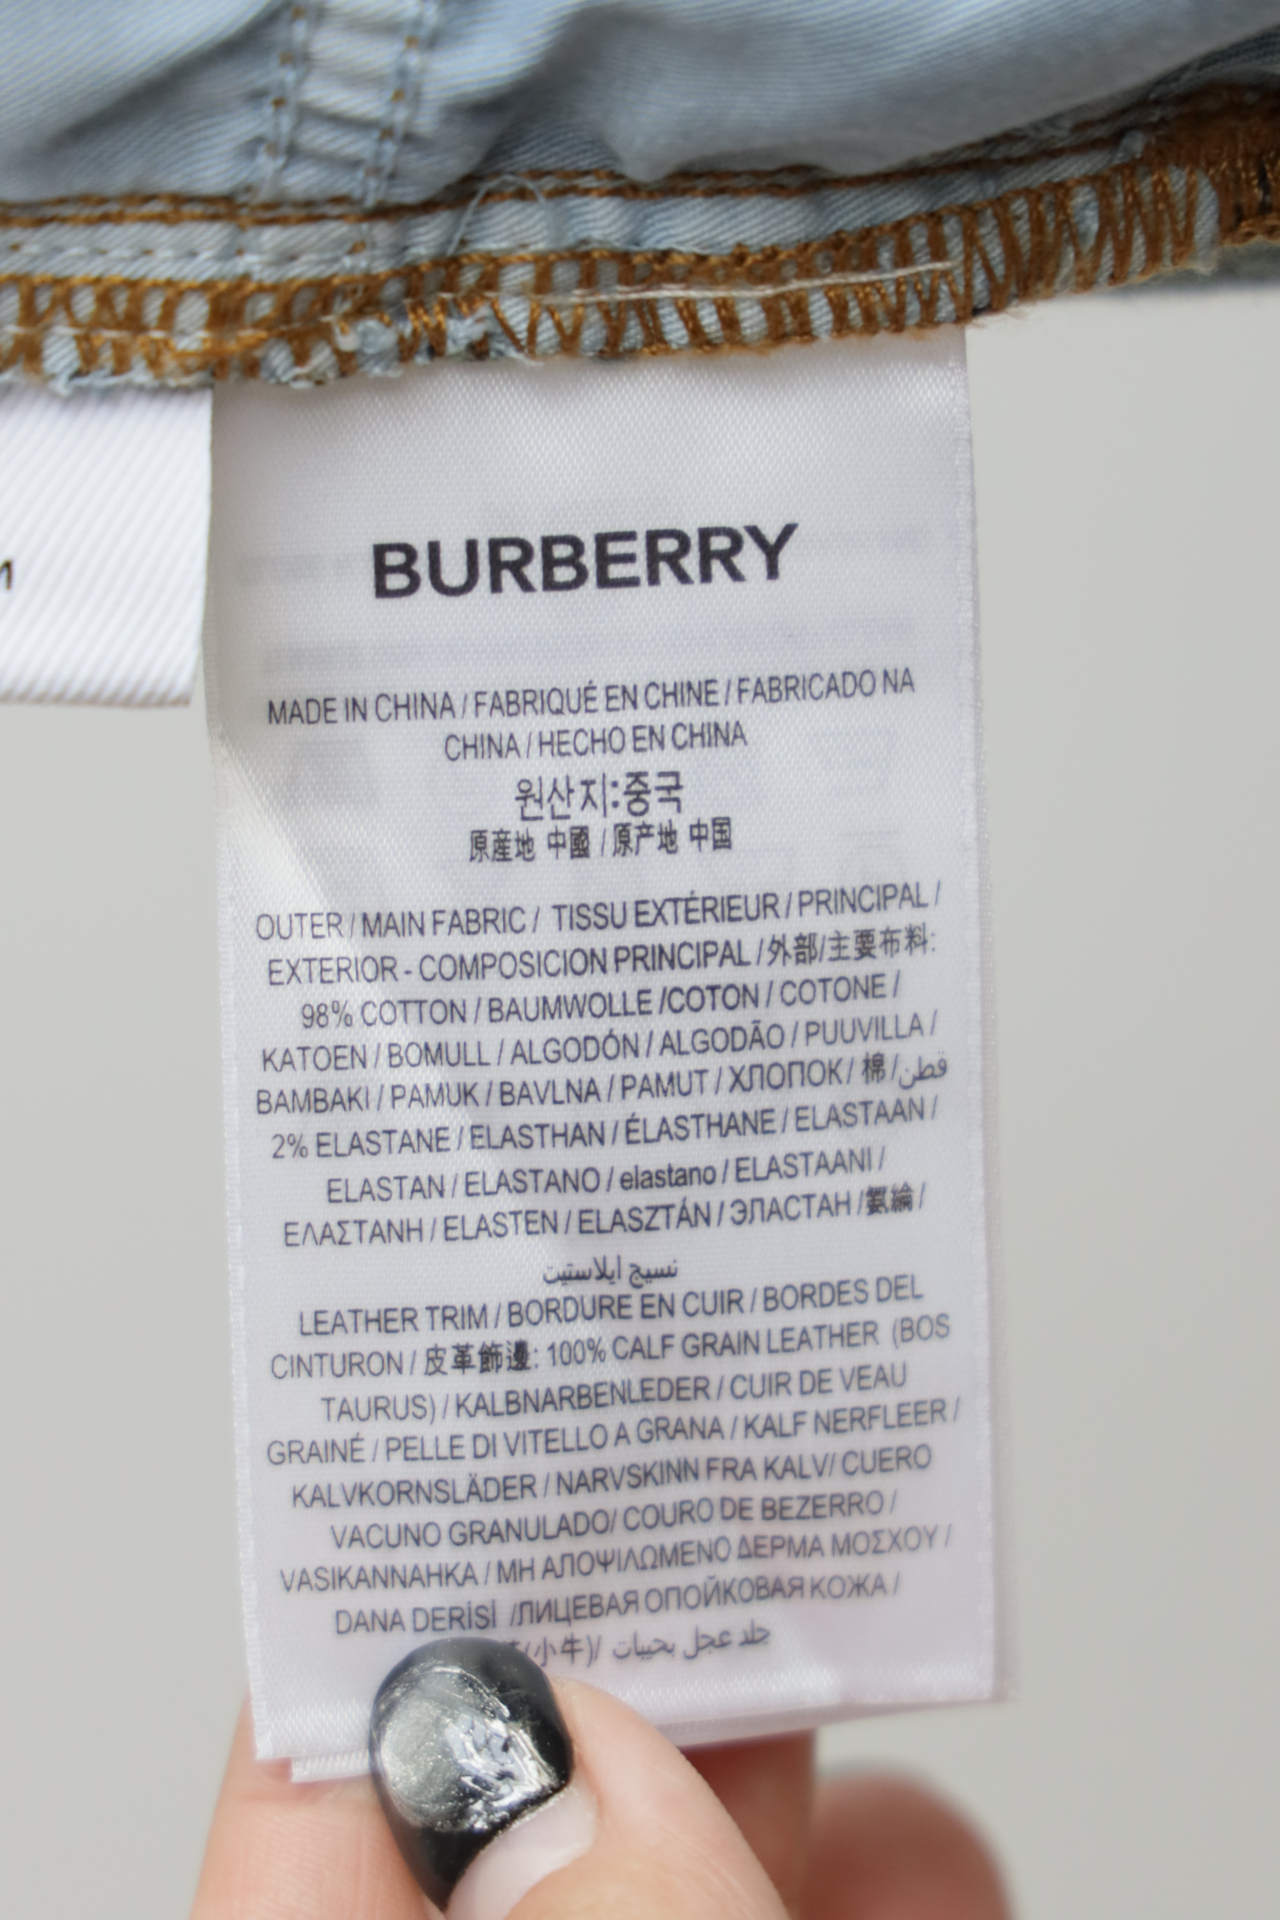 BURBERRY
MADE IN CHINA / FABRIQUÉ EN CHINE / FABRICADO NA
CHINA / HECHO EN CHINA
원산지:중국
原産地 中國 / 原产地 中国
OUTER / MAIN FABRIC / TISSU EXTÉRIEUR / PRINCIPAL /
EXTERIOR - COMPOSICION PRINCIPAL / 外部/主要布料:
98% COTTON / BAUMWOLLE /COTON / COTONE /
KATOEN / BOMULL / ALGODÓN / ALGODÃO / PUUVILLA /
BAMBAKI / PAMUK / BAVLNA / PAMUT / ХЛОПОК / 棉 / قطن
2% ELASTANE / ELASTHAN / ÉLASTHANE / ELASTAAN /
ELASTAN / ELASTANO / elastano / ELASTAANI /
ΕΛΑΣΤΑΝΗ / ELASTEN / ELASZTÁN / ЭЛАСТАН /氨綸 /
نسيج ايلاستيت
LEATHER TRIM / BORDURE EN CUIR / BORDES DEL
CINTURON / 皮革飾邊: 100% CALF GRAIN LEATHER (BOS
TAURUS) / KALBNARBENLEDER / CUIR DE VEAU
GRAINÉ / PELLE DI VITELLO A GRANA / KALF NERFLEER /
KALVKORNSLÄDER / NARVSKINN FRA KALV/ CUERO
VACUNO GRANULADO/ COURO DE BEZERRO /
VASIKANNAHKA / ΜΗ ΑΠΟΨΙΛΩΜΕΝΟ ΔΕΡΜΑ ΜΟΣΧΟΥ /
DANA DERİSİ /ЛИЦЕВАЯ ОПОЙКОВАЯ КОЖА /
(小牛)/ جلد عجل بحبيبات